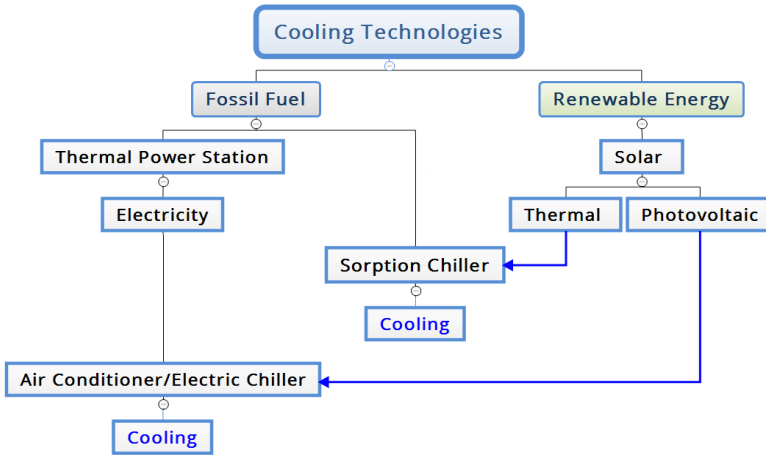 Cooling Technologies
Fossil Fuel
Renewable Energy
Thermal Power Station
Solar
Electricity
Thermal
Photovoltaic
Sorption Chiller
Cooling
Air Conditioner/Electric Chiller
Cooling